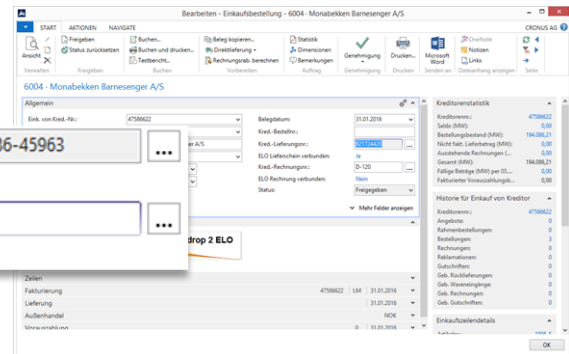 Bearbeiten - Einkaufsbestellung - 6004 · Monabekken Barnesenger A/S
START AKTIONEN NAVIGATE CRONUS AG
Ansicht
Freigeben
Status zurücksetzen
Buchen...
Buchen und drucken...
Testbericht...
Beleg kopieren...
Direktlieferung
Rechnungsrab. berechnen
Statistik
Dimensionen
Bemerkungen
Genehmigung
Drucken...
Microsoft Word
OneNote
Notizen
Links
Verwalten Freigeben Buchen Vorbereiten Auftrag Genehmigung Drucken Senden an Dateianhang anzeigen Seite
6004 · Monabekken Barnesenger A/S
Allgemein
Eink. von Kred.-Nr.: 47586622
er A/S
Belegdatum: 31.01.2016
Kred.-Bestellnr.:
Kred.-Lieferungsnr.: 921724420
ELO Lieferschein verbunden: Ja
Kred.-Rechnungsnr.: D-120
ELO Rechnung verbunden: Nein
Status: Freigegeben
Mehr Felder anzeigen
36-45963
...
...
drop 2 ELO
Zeilen
Fakturierung 47586622 LM 31.01.2016
Lieferung 31.01.2016
Außenhandel NOK
Vorauszahlung 0 31.01.2016
Kreditorenstatistik
Kreditorennr.: 47586622
Saldo (MW): 0,00
Bestellungsbestand (MW): 194.086,21
Nicht fakt. Lieferbetrag (MW): 0,00
Ausstehende Rechnungen (... 0,00
Gesamt (MW): 194.086,21
Fällige Beträge (MW) per 03.... 0,00
Fakturierter Vorauszahlungsb... 0,00
Historie für Einkauf von Kreditor
Kreditorennr.: 47586622
Angebote: 0
Rahmenbestellungen: 0
Bestellungen: 3
Rechnungen: 0
Reklamationen: 0
Gutschriften: 0
Geb. Rücklieferungen: 0
Geb. Wareneingänge: 0
Geb. Rechnungen: 0
Geb. Gutschriften: 0
Einkaufszeilendetails
OK